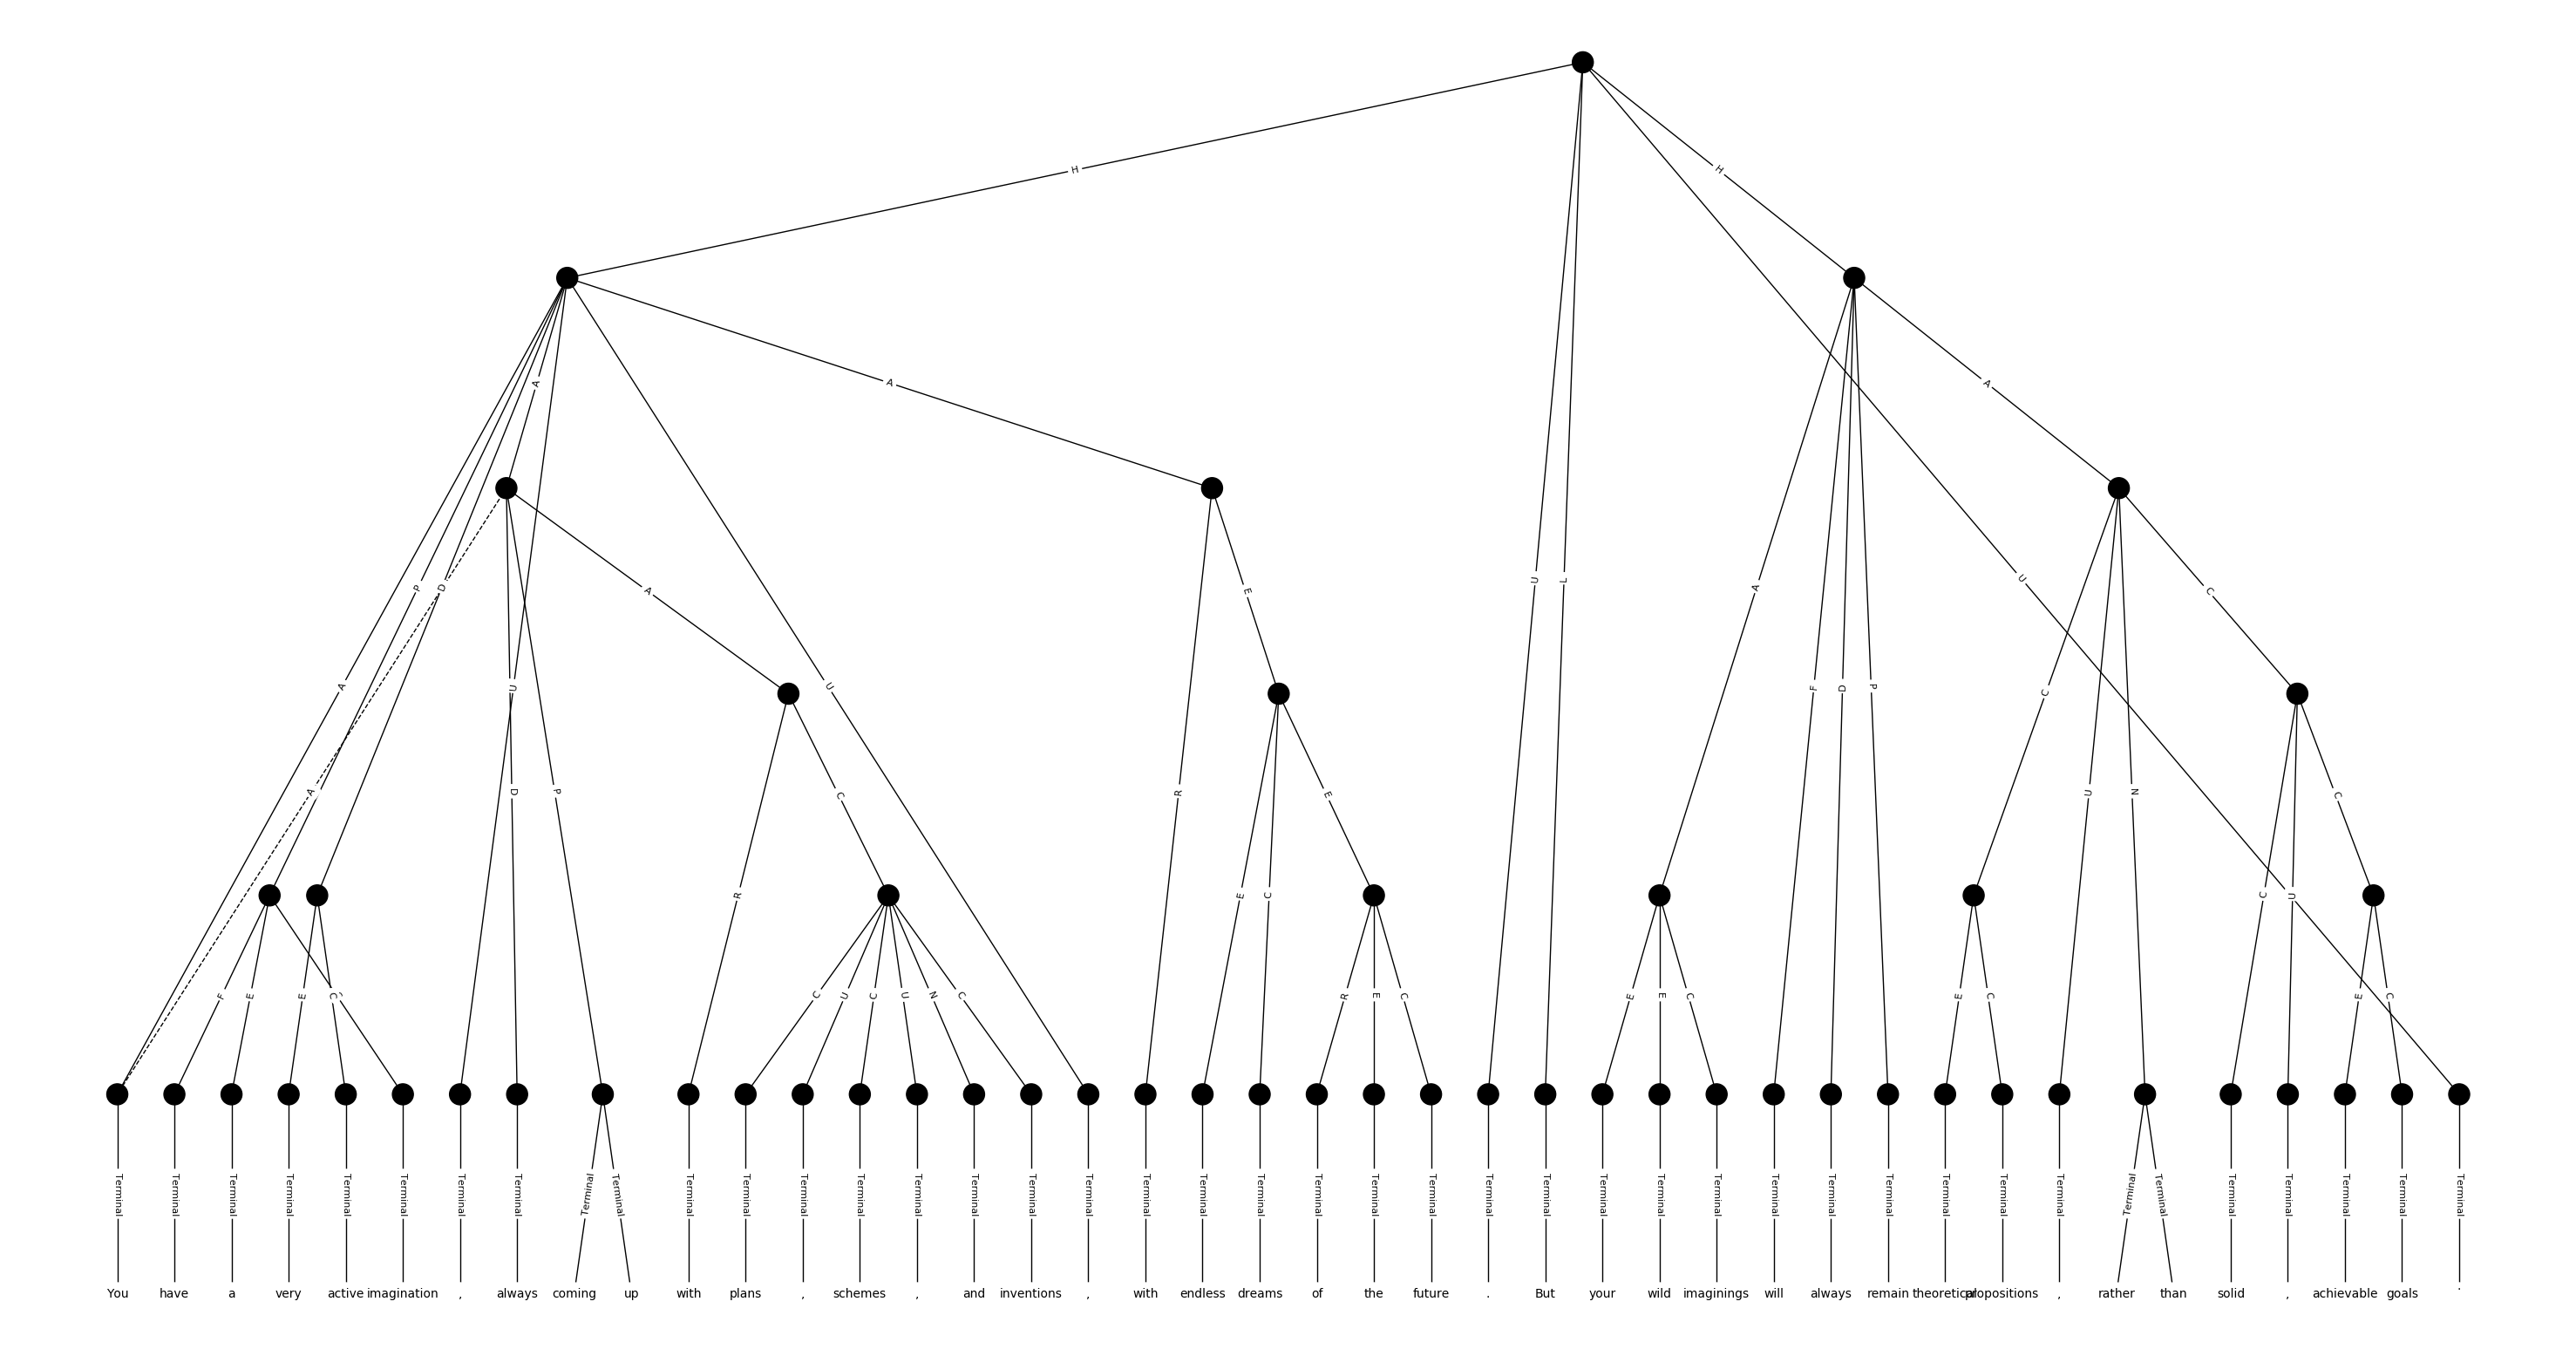 H H
A A A
P D A E U L U A F D P C
A U A U
A D P C R U N
R E C E C U C
F E E C C U C U N C R E C E E C E C E C
Terminal Terminal Terminal Terminal Terminal Terminal Terminal Terminal Terminal Terminal Terminal Terminal Terminal Terminal Terminal Terminal Terminal Terminal Terminal Terminal Terminal Terminal Terminal Terminal Terminal Terminal Terminal Terminal Terminal Terminal Terminal Terminal Terminal Terminal Terminal Terminal Terminal Terminal Terminal Terminal Terminal Terminal
You have a very active imagination , always coming up with plans , schemes , and inventions , with endless dreams of the future . But your wild imaginings will always remain theoretical propositions , rather than solid , achievable goals .